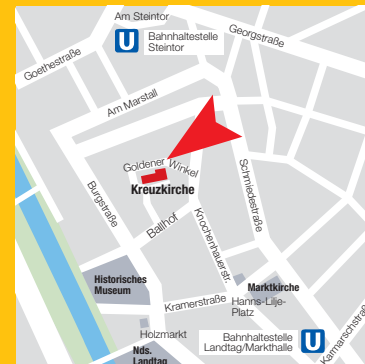 Am Steintor
Georgstraße
U
Bahnhaltestelle
Steintor
Goethestraße
Am Marstall
Goldener Winkel
Kreuzkirche
Schmiedestraße
Burgstraße
Ballhof
Knochenhauerstr.
Historisches
Museum
Marktkirche
Kramerstraße
Hanns-Lilje-
Platz
Holzmarkt
Bahnhaltestelle
Landtag/Markthalle
U
Karmarschstraße
Nds.
Landtag